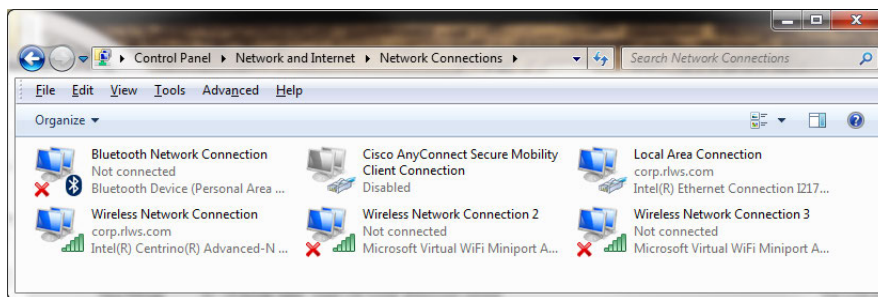 Control Panel Network and Internet Network Connections Search Network Connections
File Edit View Tools Advanced Help
Organize
Bluetooth Network Connection
Not connected
Bluetooth Device (Personal Area ...
Cisco AnyConnect Secure Mobility
Client Connection
Disabled
Local Area Connection
corp.rlws.com
Intel(R) Ethernet Connection I217...
Wireless Network Connection
corp.rlws.com
Intel(R) Centrino(R) Advanced-N ...
Wireless Network Connection 2
Not connected
Microsoft Virtual WiFi Miniport A...
Wireless Network Connection 3
Not connected
Microsoft Virtual WiFi Miniport A...